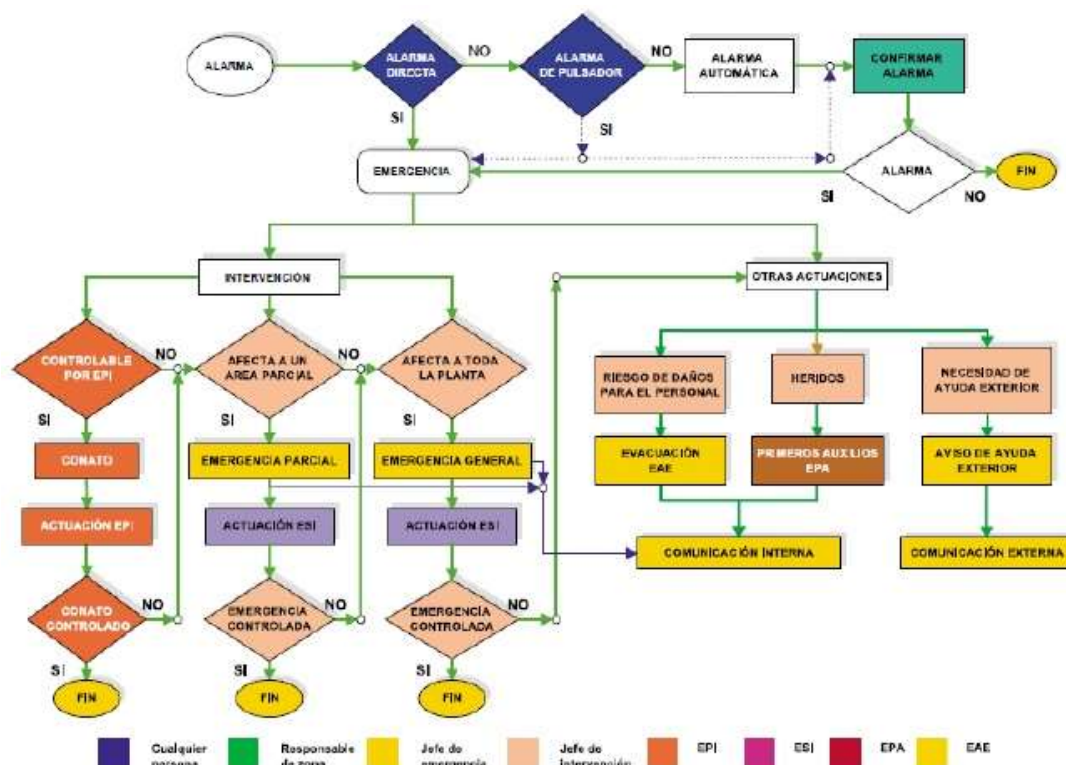 ALARMA
ALARMA
DIRECTA
NO
ALARMA
DE PULSADOR
NO
ALARMA
AUTOMÁTICA
CONFIRMAR
ALARMA
SI
SI
EMERGENCIA
ALARMA
FIN
SI
NO
INTERVENCIÓN
OTRAS ACTUACIONES
CONTROLABLE
POR EPI
NO
AFECTA A UN
AREA PARCIAL
NO
AFECTA A TODA
LA PLANTA
RIESGO DE DAÑOS
PARA EL PERSONAL
HERIDOS
NECESIDAD DE
AYUDA EXTERIOR
SI
SI
SI
CONATO
EMERGENCIA PARCIAL
EMERGENCIA GENERAL
EVACUACIÓN
EAE
PRIMEROS AUXILIOS
EPA
AVISO DE AYUDA
EXTERIOR
ACTUACIÓN EPI
ACTUACIÓN ESI
ACTUACIÓN ESI
COMUNICACIÓN INTERNA
COMUNICACIÓN EXTERNA
CONATO
CONTROLADO
NO
EMERGENCIA
CONTROLADA
NO
EMERGENCIA
CONTROLADA
NO
SI
SI
SI
FIN
FIN
FIN
Cualquier
persona
Responsable
de zona
Jefe de
emergencia
Jefe de
intervención
EPI
ESI
EPA
EAE